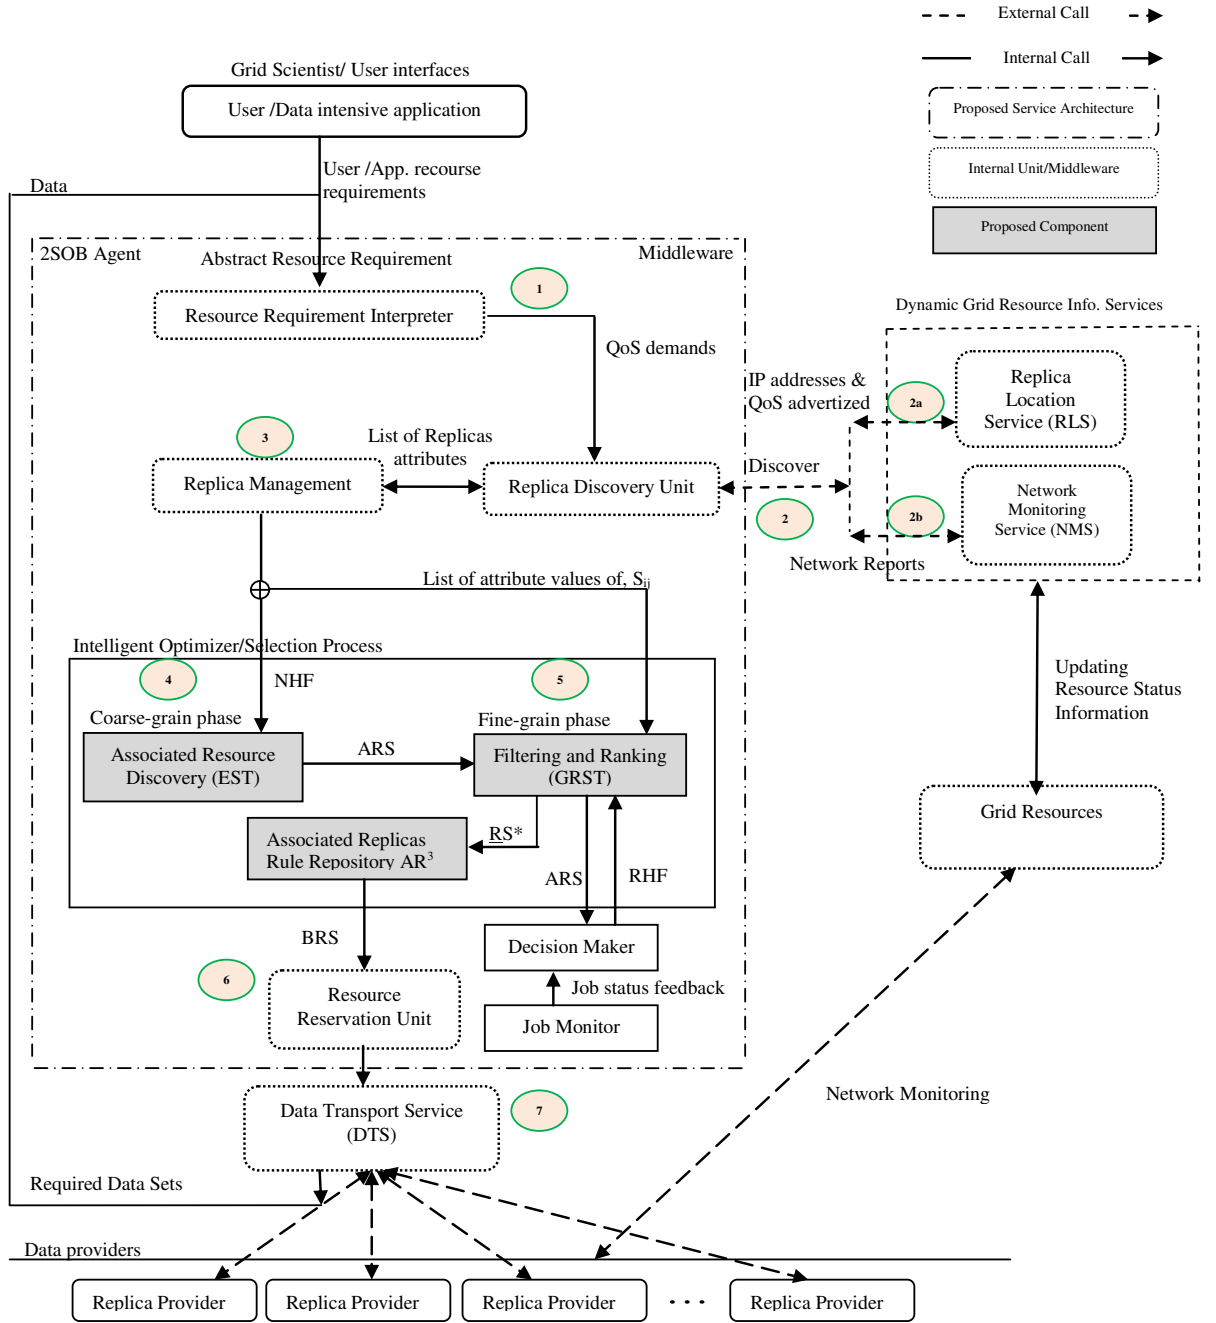 External Call
Internal Call
Proposed Service Architecture
Internal Unit/Middleware
Proposed Component
Grid Scientist/ User interfaces
User /Data intensive application
User /App. recourse
requirements
Data
2SOB Agent
Middleware
Abstract Resource Requirement
1
Resource Requirement Interpreter
QoS demands
Dynamic Grid Resource Info. Services
IP addresses &
QoS advertized
2a
Replica
Location
Service (RLS)
3
List of Replicas
attributes
Replica Management
Replica Discovery Unit
Discover
2
2b
Network
Monitoring
Service (NMS)
Network Reports
List of attribute values of, Sij
Intelligent Optimizer/Selection Process
4
NHF
5
Coarse-grain phase
Fine-grain phase
Updating
Resource Status
Information
Associated Resource
Discovery (EST)
ARS
Filtering and Ranking
(GRST)
Grid Resources
Associated Replicas
Rule Repository AR3
RS*
ARS
RHF
BRS
Decision Maker
6
Resource
Reservation Unit
Job status feedback
Job Monitor
Data Transport Service
(DTS)
7
Network Monitoring
Required Data Sets
Data providers
Replica Provider
Replica Provider
Replica Provider
. . .
Replica Provider